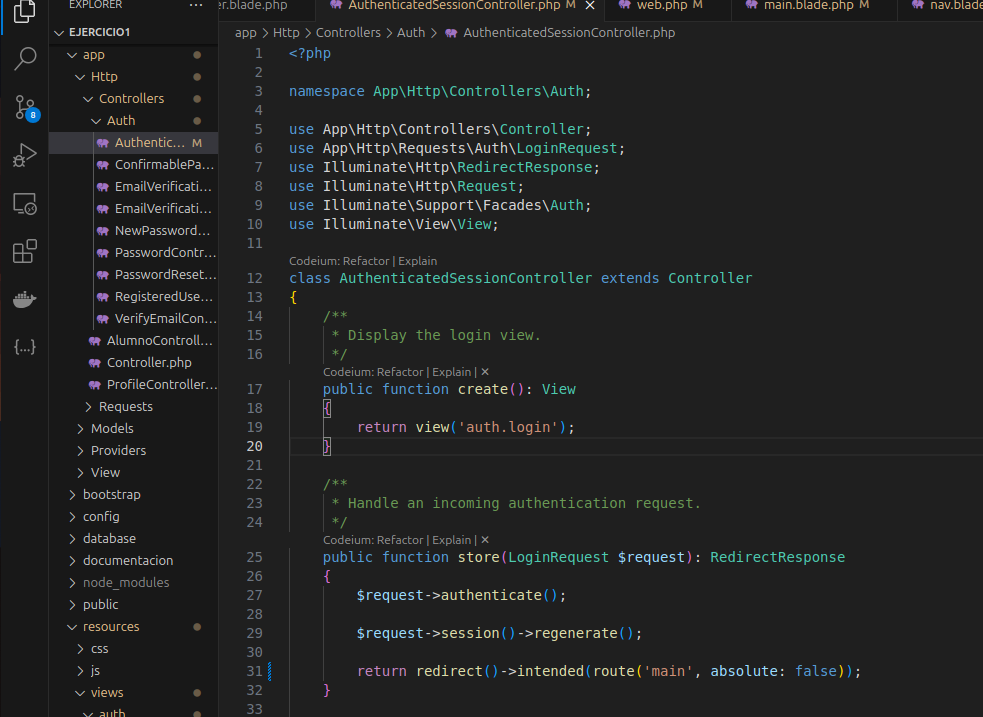 EXPLORER
···
er.blade.php
AuthenticatedSessionController.php M ×
web.php M
main.blade.php M
nav.blade
EJERCICIO1
app > Http > Controllers > Auth > AuthenticatedSessionController.php
app
Http
Controllers
Auth
Authentic... M
ConfirmablePa...
EmailVerificati...
EmailVerificati...
NewPassword...
PasswordContr...
PasswordReset...
RegisteredUse...
VerifyEmailCon...
AlumnoControll...
Controller.php
ProfileController...
Requests
Models
Providers
View
bootstrap
config
database
documentacion
node_modules
public
resources
css
js
views
auth
8
{...}
1 <?php
2
3 namespace App\Http\Controllers\Auth;
4
5 use App\Http\Controllers\Controller;
6 use App\Http\Requests\Auth\LoginRequest;
7 use Illuminate\Http\RedirectResponse;
8 use Illuminate\Http\Request;
9 use Illuminate\Support\Facades\Auth;
10 use Illuminate\View\View;
11
Codeium: Refactor | Explain
12 class AuthenticatedSessionController extends Controller
13 {
14 /**
15 * Display the login view.
16 */
Codeium: Refactor | Explain | ×
17 public function create(): View
18 {
19 return view('auth.login');
20 }
21
22 /**
23 * Handle an incoming authentication request.
24 */
Codeium: Refactor | Explain | ×
25 public function store(LoginRequest $request): RedirectResponse
26 {
27 $request->authenticate();
28
29 $request->session()->regenerate();
30
31 return redirect()->intended(route('main', absolute: false));
32 }
33